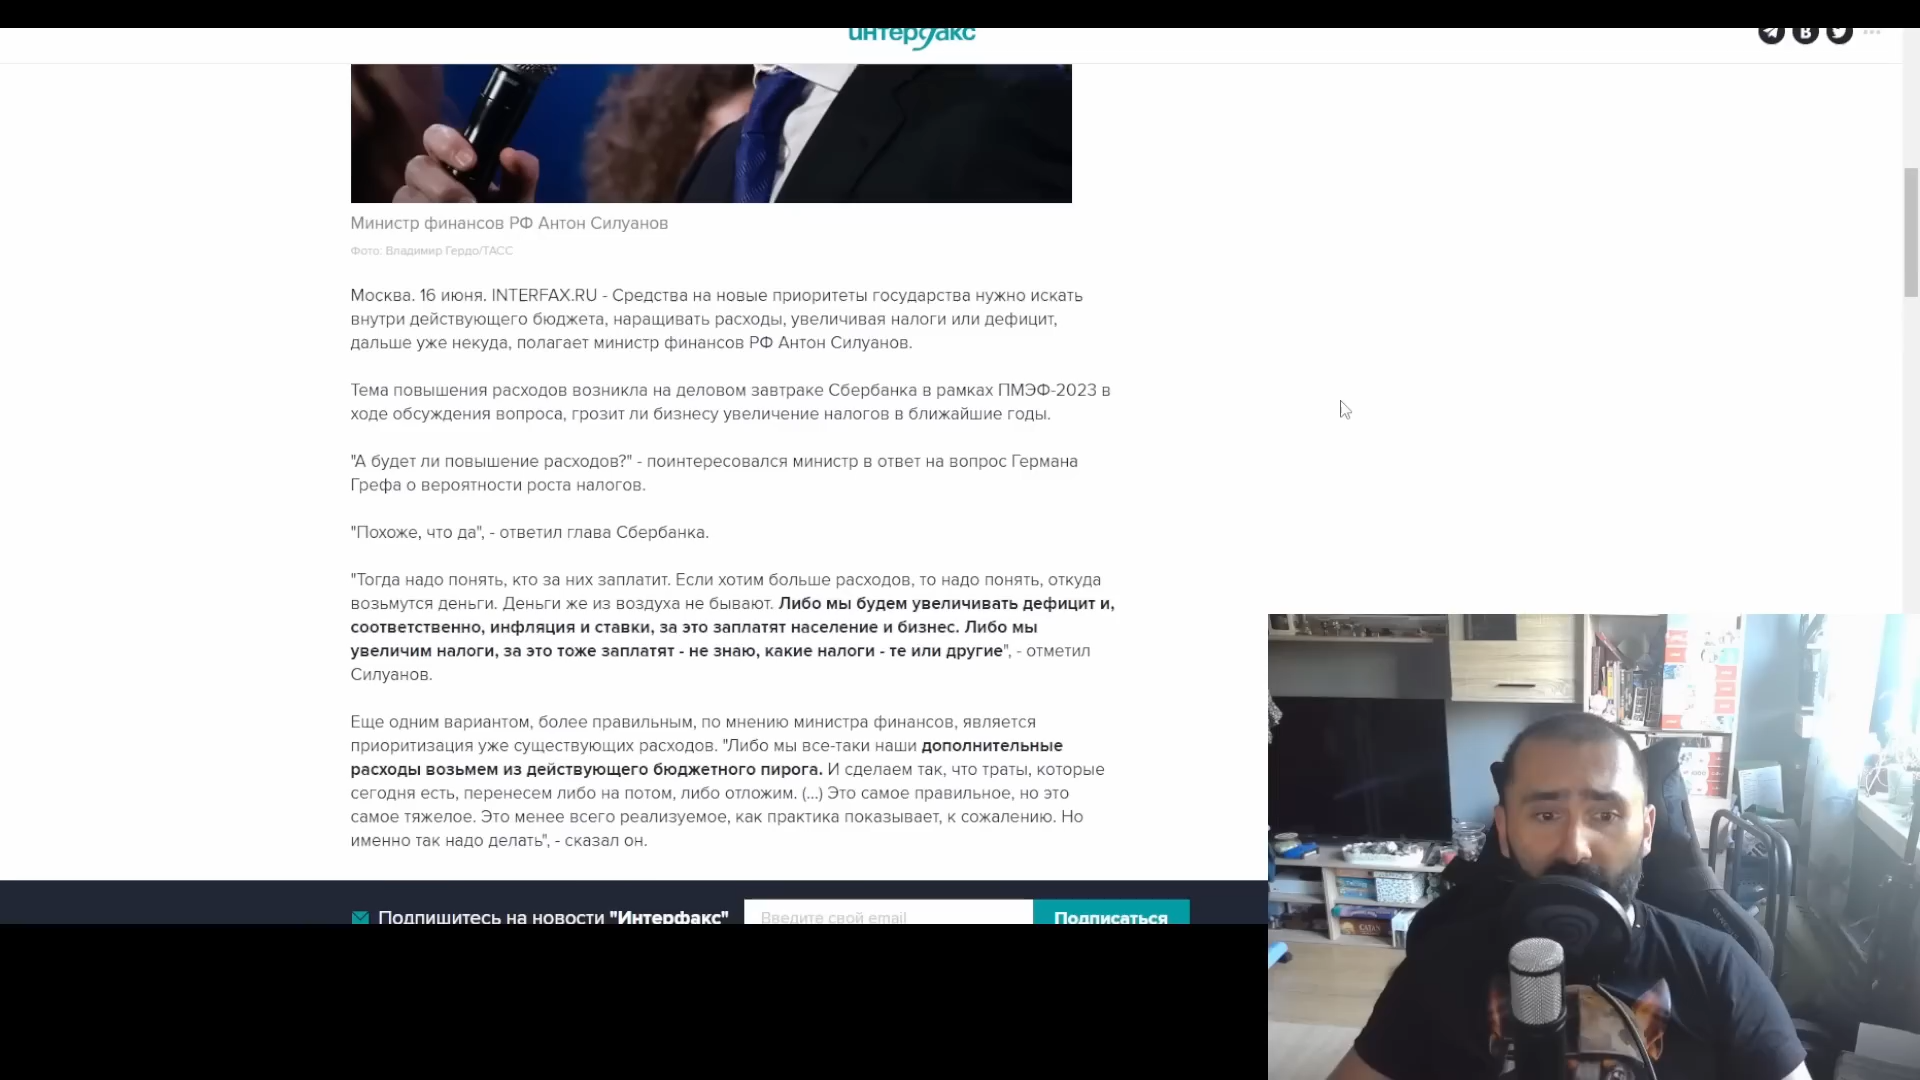 интерфакс
Министр финансов РФ Антон Силуанов
Фото: Владимир Гердо/ТАСС
Москва. 16 июня. INTERFAX.RU - Средства на новые приоритеты государства нужно искать
внутри действующего бюджета, наращивать расходы, увеличивая налоги или дефицит,
дальше уже некуда, полагает министр финансов РФ Антон Силуанов.
Тема повышения расходов возникла на деловом завтраке Сбербанка в рамках ПМЭФ-2023 в
ходе обсуждения вопроса, грозит ли бизнесу увеличение налогов в ближайшие годы.
"А будет ли повышение расходов?" - поинтересовался министр в ответ на вопрос Германа
Грефа о вероятности роста налогов.
"Похоже, что да", - ответил глава Сбербанка.
"Тогда надо понять, кто за них заплатит. Если хотим больше расходов, то надо понять, откуда
возьмутся деньги. Деньги же из воздуха не бывают. Либо мы будем увеличивать дефицит и,
соответственно, инфляция и ставки, за это заплатят население и бизнес. Либо мы
увеличим налоги, за это тоже заплатят - не знаю, какие налоги - те или другие", - отметил
Силуанов.
Еще одним вариантом, более правильным, по мнению министра финансов, является
приоритизация уже существующих расходов. "Либо мы все-таки наши дополнительные
расходы возьмем из действующего бюджетного пирога. И сделаем так, что траты, которые
сегодня есть, перенесем либо на потом, либо отложим. (...) Это самое правильное, но это
самое тяжелое. Это менее всего реализуемое, как практика показывает, к сожалению. Но
именно так надо делать", - сказал он.
Подпишитесь на новости "Интерфакс" Введите свой email Подписаться
CATAN